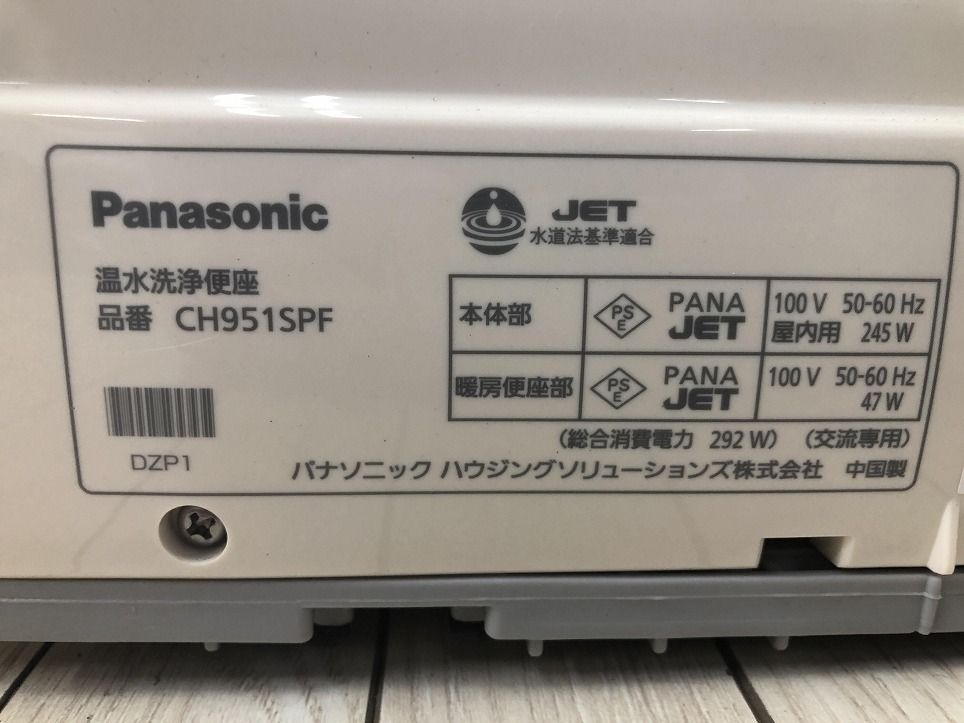 Panasonic
JET
水道法基準適合
温水洗浄便座
品番 CH951SPF
本体部 PS E PANA JET 100 V 50-60 Hz
屋内用 245 W
暖房便座部 PS E PANA JET 100 V 50-60 Hz
47 W
(総合消費電力 292 W) (交流専用)
DZP1
パナソニック ハウジングソリューションズ株式会社 中国製